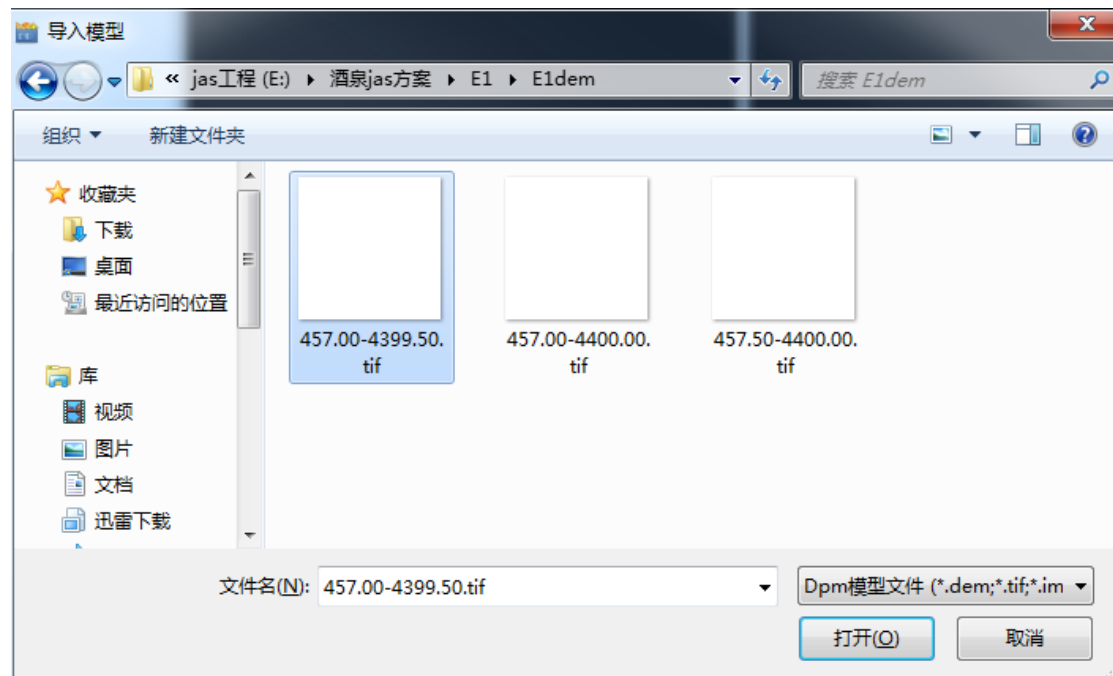 导入模型
« jas工程 (E:) ▸ 酒泉jas方案 ▸ E1 ▸ E1dem
搜索 E1dem
组织 ▼ 新建文件夹
收藏夹
下载
桌面
最近访问的位置
库
视频
图片
文档
迅雷下载
457.00-4399.50.
tif
457.00-4400.00.
tif
457.50-4400.00.
tif
文件名(N): 457.00-4399.50.tif
Dpm模型文件 (*.dem;*.tif;*.im
打开(O) 取消